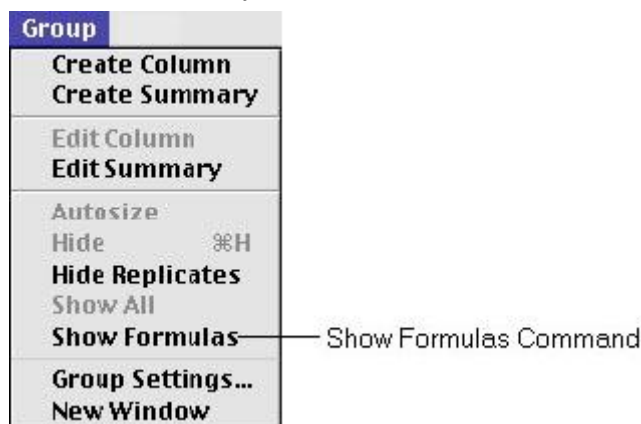 Group
Create Column
Create Summary
Edit Column
Edit Summary
Autosize
Hide ⌘H
Hide Replicates
Show All
Show Formulas Show Formulas Command
Group Settings...
New Window